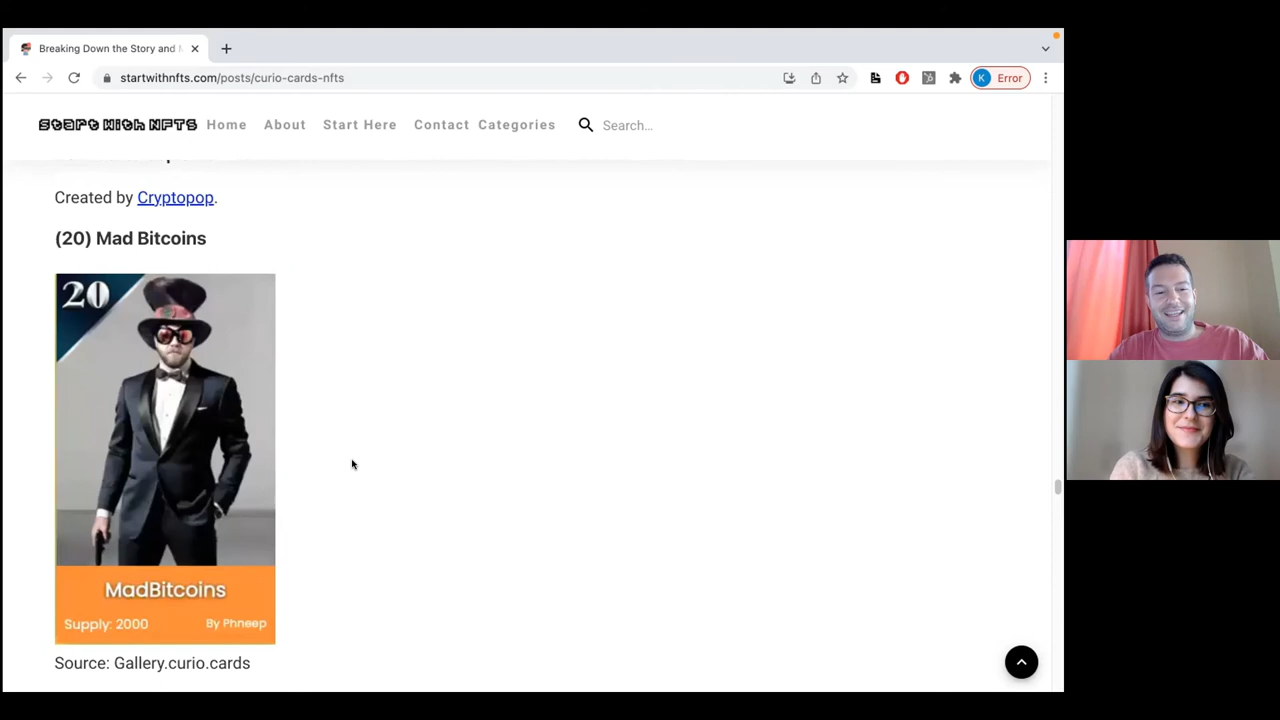 Breaking Down the Story and
startwithnfts.com/posts/curio-cards-nfts
K Error
Start With NFTS Home About Start Here Contact Categories Search...
Created by Cryptopop.
(20) Mad Bitcoins
20
MadBitcoins
Supply: 2000 By Phneep
Source: Gallery.curio.cards